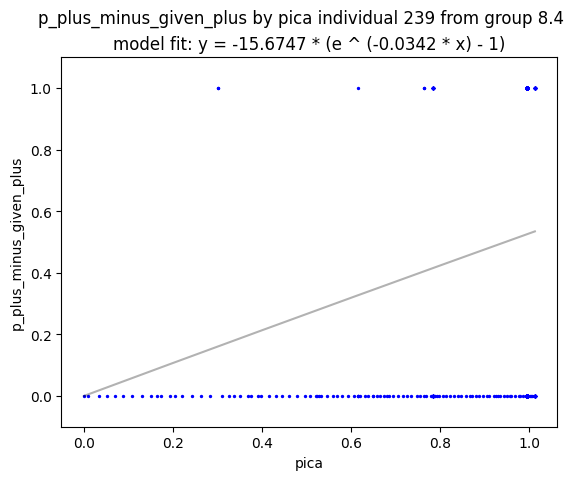 p_plus_minus_given_plus by pica individual 239 from group 8.4
model fit: y = -15.6747 * (e ^ (-0.0342 * x) - 1)
1.0
0.8
0.6
0.4
0.2
0.0
p_plus_minus_given_plus
0.0 0.2 0.4 0.6 0.8 1.0
pica